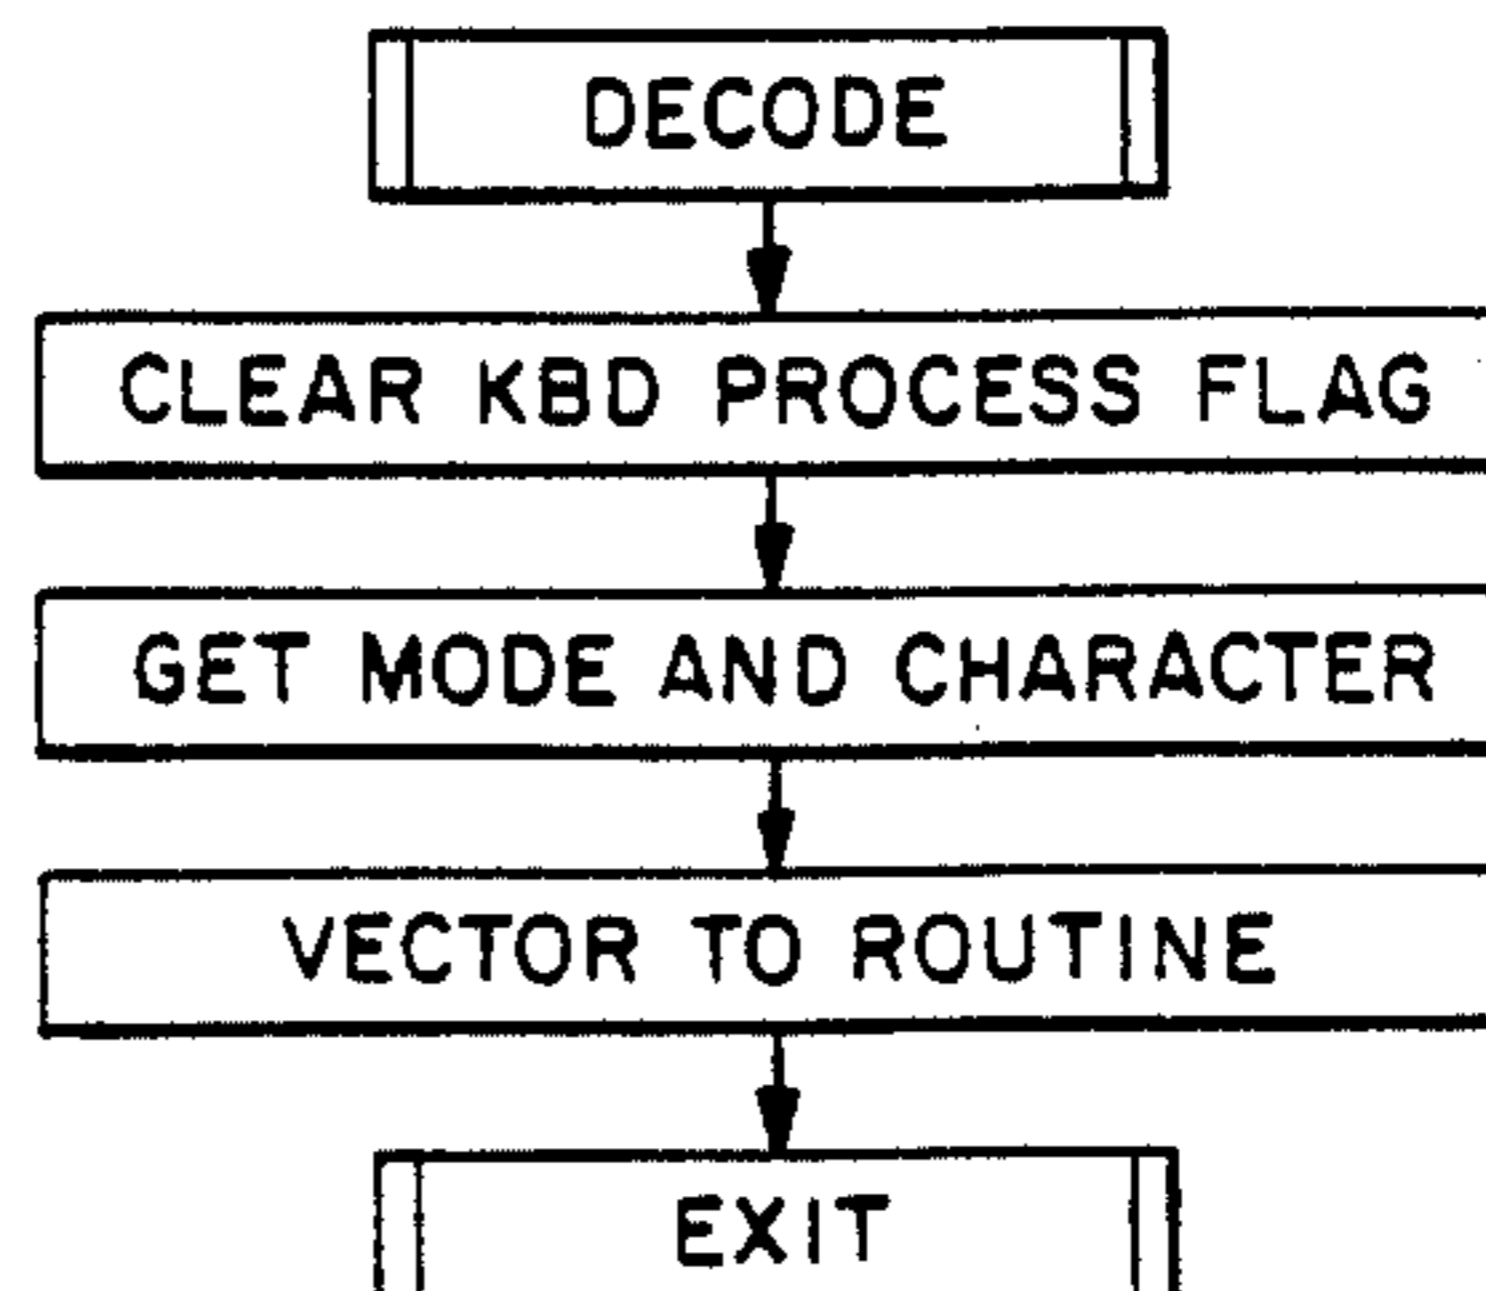 DECODE
CLEAR KBD PROCESS FLAG
GET MODE AND CHARACTER
VECTOR TO ROUTINE
EXIT